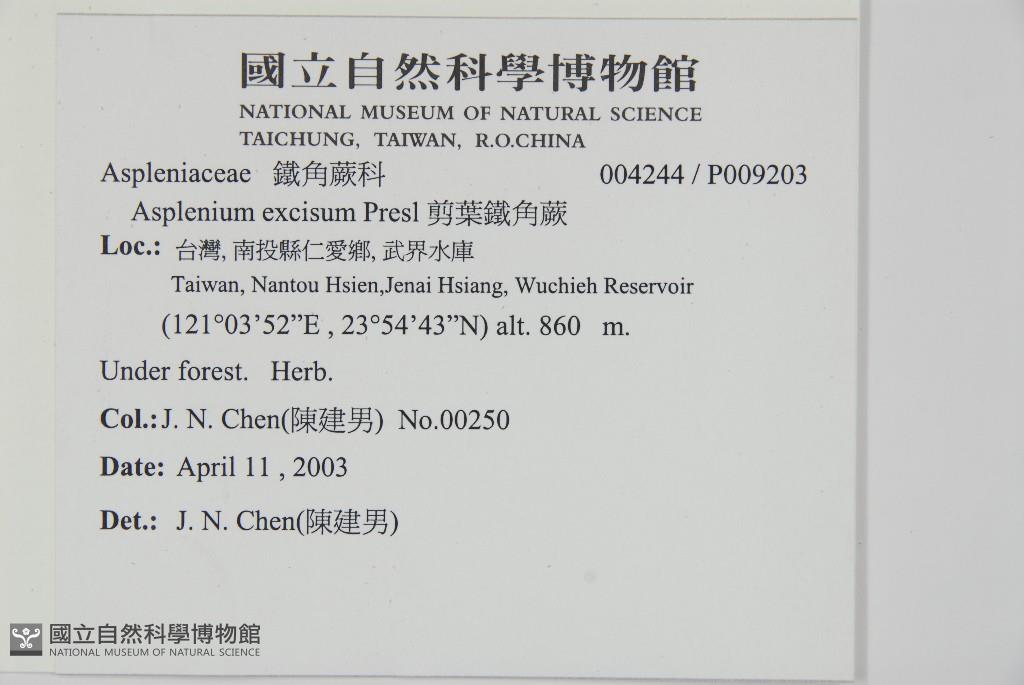 國立自然科學博物館
NATIONAL MUSEUM OF NATURAL SCIENCE
TAICHUNG, TAIWAN, R.O.CHINA
Aspleniaceae 鐵角蕨科 004244 / P009203
Asplenium excisum Presl 剪葉鐵角蕨
Loc.: 台灣, 南投縣仁愛鄉, 武界水庫
Taiwan, Nantou Hsien,Jenai Hsiang, Wuchieh Reservoir
(121°03’52”E , 23°54’43”N) alt. 860 m.
Under forest. Herb.
Col.: J. N. Chen(陳建男) No.00250
Date: April 11 , 2003
Det.: J. N. Chen(陳建男)
國立自然科學博物館
NATIONAL MUSEUM OF NATURAL SCIENCE